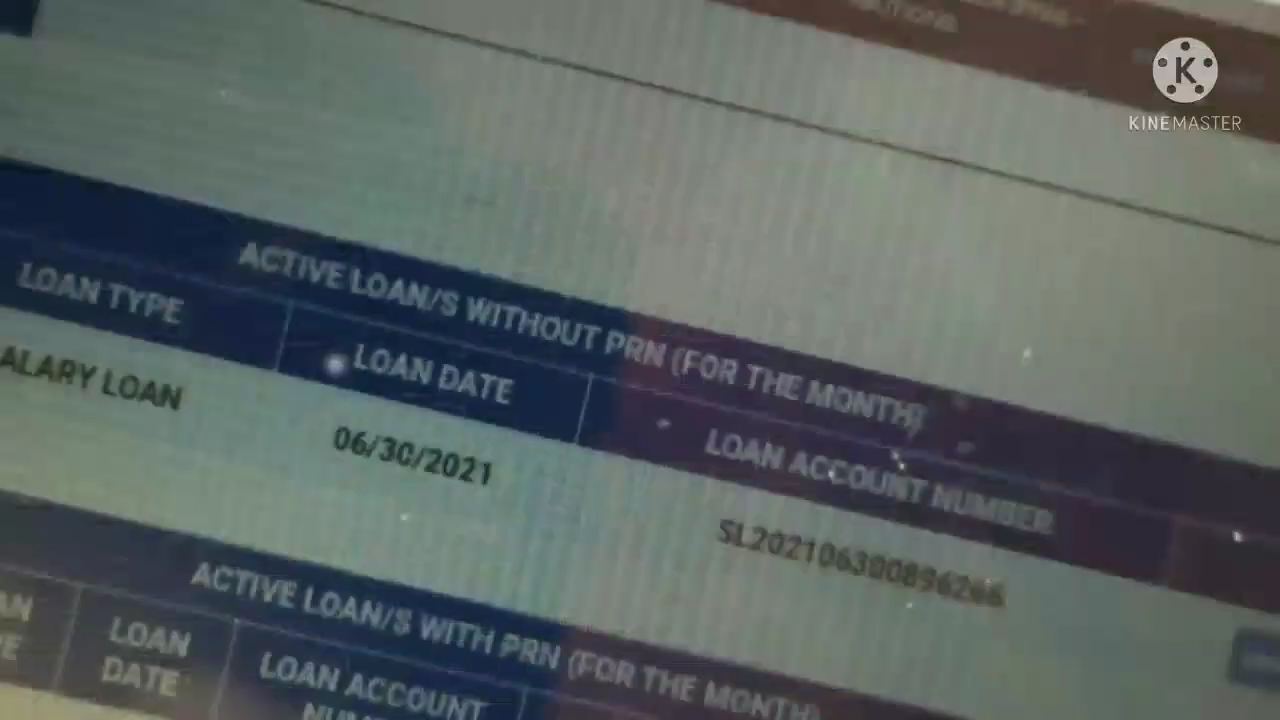 K
KINEMASTER
ACTIVE LOAN/S WITHOUT PRN (FOR THE MONTH)
LOAN TYPE
LOAN DATE
LOAN ACCOUNT NUMBER
ALARY LOAN
06/30/2021
ACTIVE LOAN/S WITH PRN (FOR THE MONTH)
LOAN
DATE
LOAN ACCOUNT